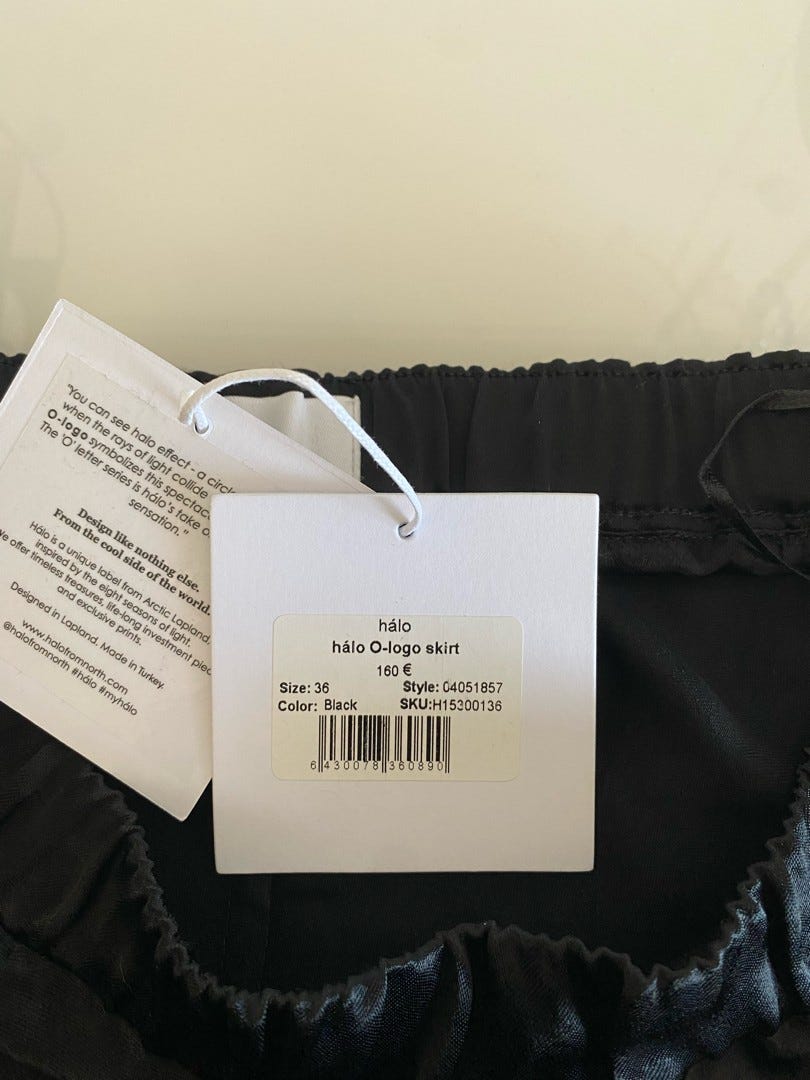 "You can see halo effect - a
when the rays of light collide
O-logo symbolizes this
The 'O' letter series is hálo's take
sensation."
Design like nothing else.
From the cool side of the world.
Hálo is a unique label from Arctic Lapland,
inspired by the eight seasons of light.
We offer timeless treasures, life-long investment
and exclusive prints.
Designed in Lapland. Made in Turkey.
www.halofromnorth.com
@halofromnorth #hálo #myhálo
hálo
hálo O-logo skirt
160 €
Size: 36 Style: 04051857
Color: Black SKU:H15300136
6 430078 360890